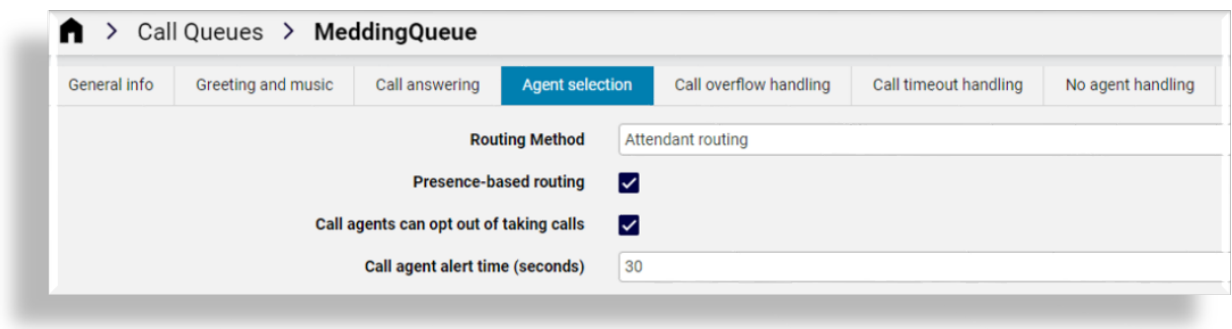 Call Queues > MeddingQueue
General info Greeting and music Call answering Agent selection Call overflow handling Call timeout handling No agent handling
Routing Method Attendant routing
Presence-based routing
Call agents can opt out of taking calls
Call agent alert time (seconds) 30